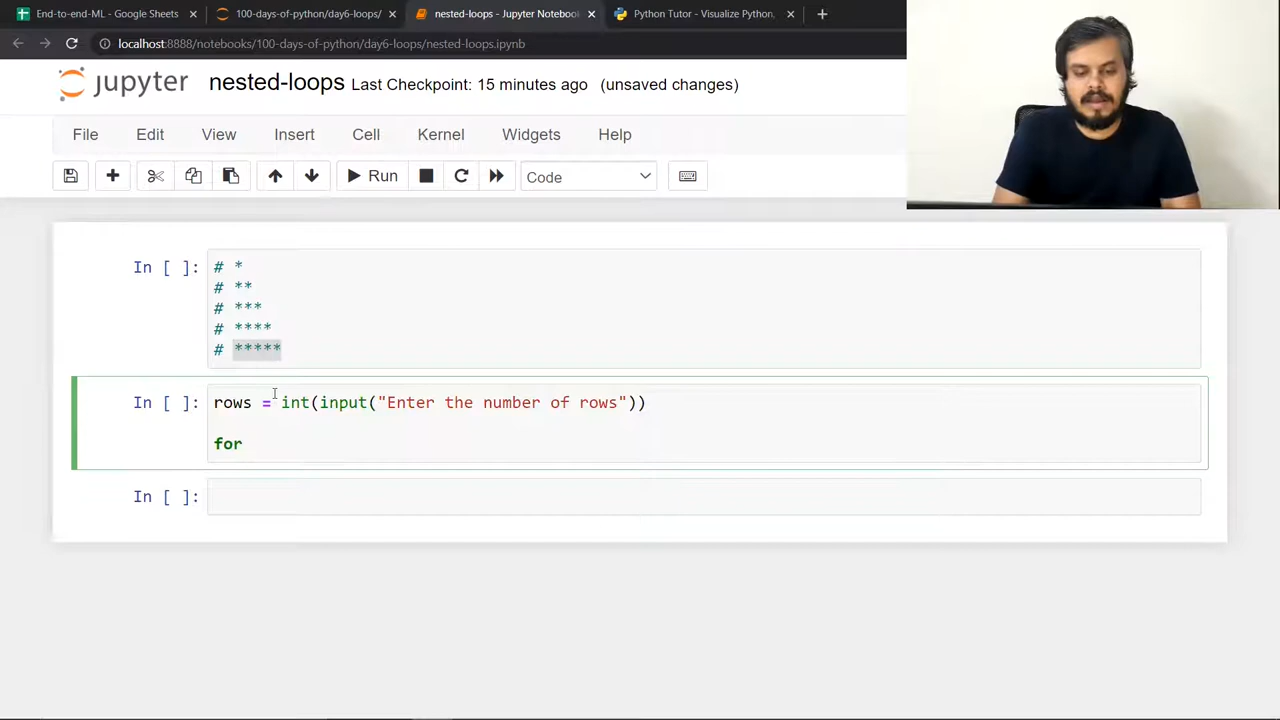 End-to-end-ML - Google Sheets
100-days-of-python/day6-loops/
nested-loops - Jupyter Notebook
Python Tutor - Visualize Python,
localhost:8888/notebooks/100-days-of-python/day6-loops/nested-loops.ipynb
jupyter nested-loops Last Checkpoint: 15 minutes ago (unsaved changes)
File Edit View Insert Cell Kernel Widgets Help
Run Code
In [ ]: # *
# **
# ***
# ****
# *****
In [ ]: rows = int(input("Enter the number of rows"))
for
In [ ]: